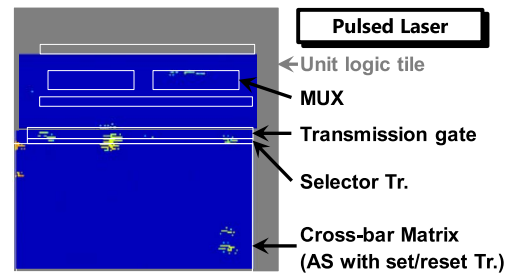 Pulsed Laser
Unit logic tile
MUX
Transmission gate
Selector Tr.
Cross-bar Matrix
(AS with set/reset Tr.)